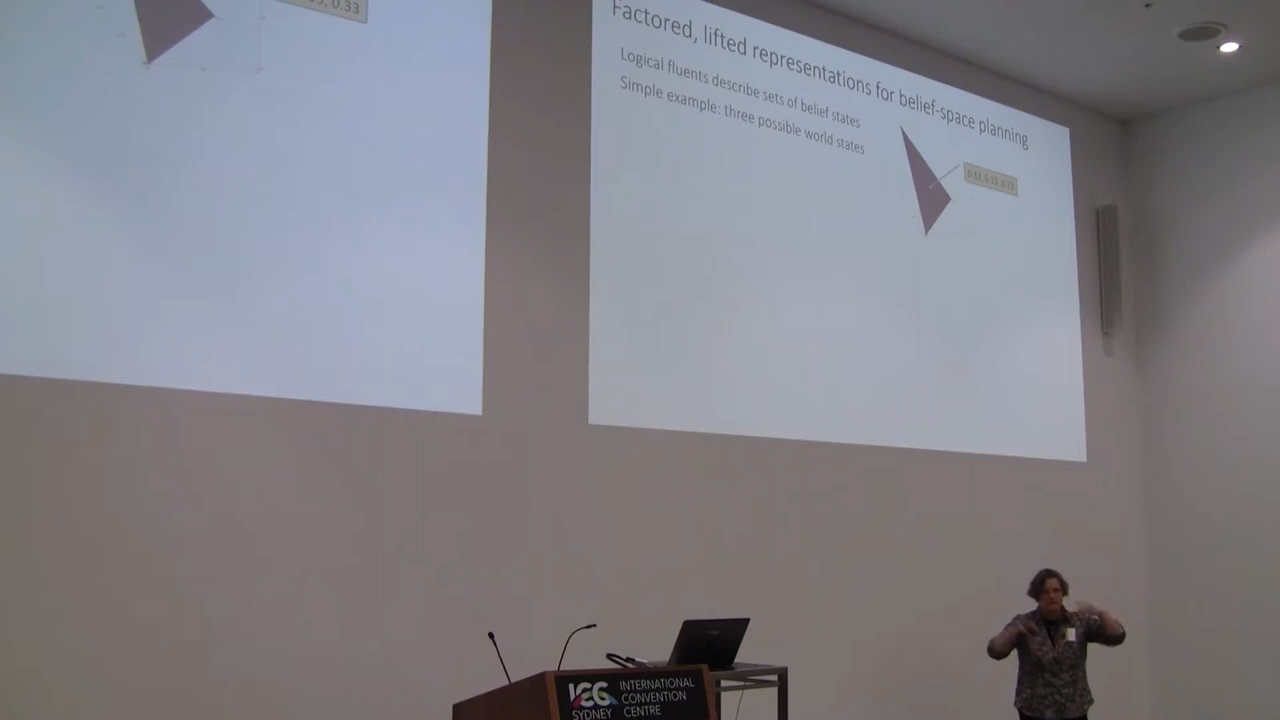 0.33
Factored, lifted representations for belief-space planning
Logical fluents describe sets of belief states
Simple example: three possible world states
0.33, 0.33, 0.33
ICC
SYDNEY
INTERNATIONAL
CONVENTION
CENTRE